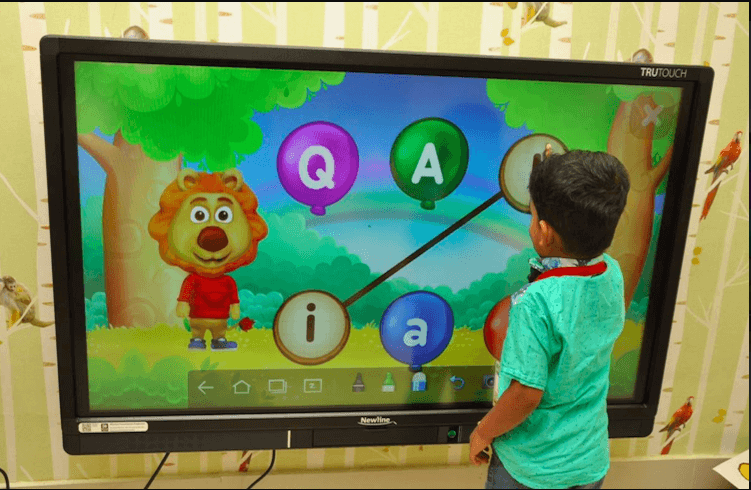 TRUTOUCH
Q A
i a
Newline